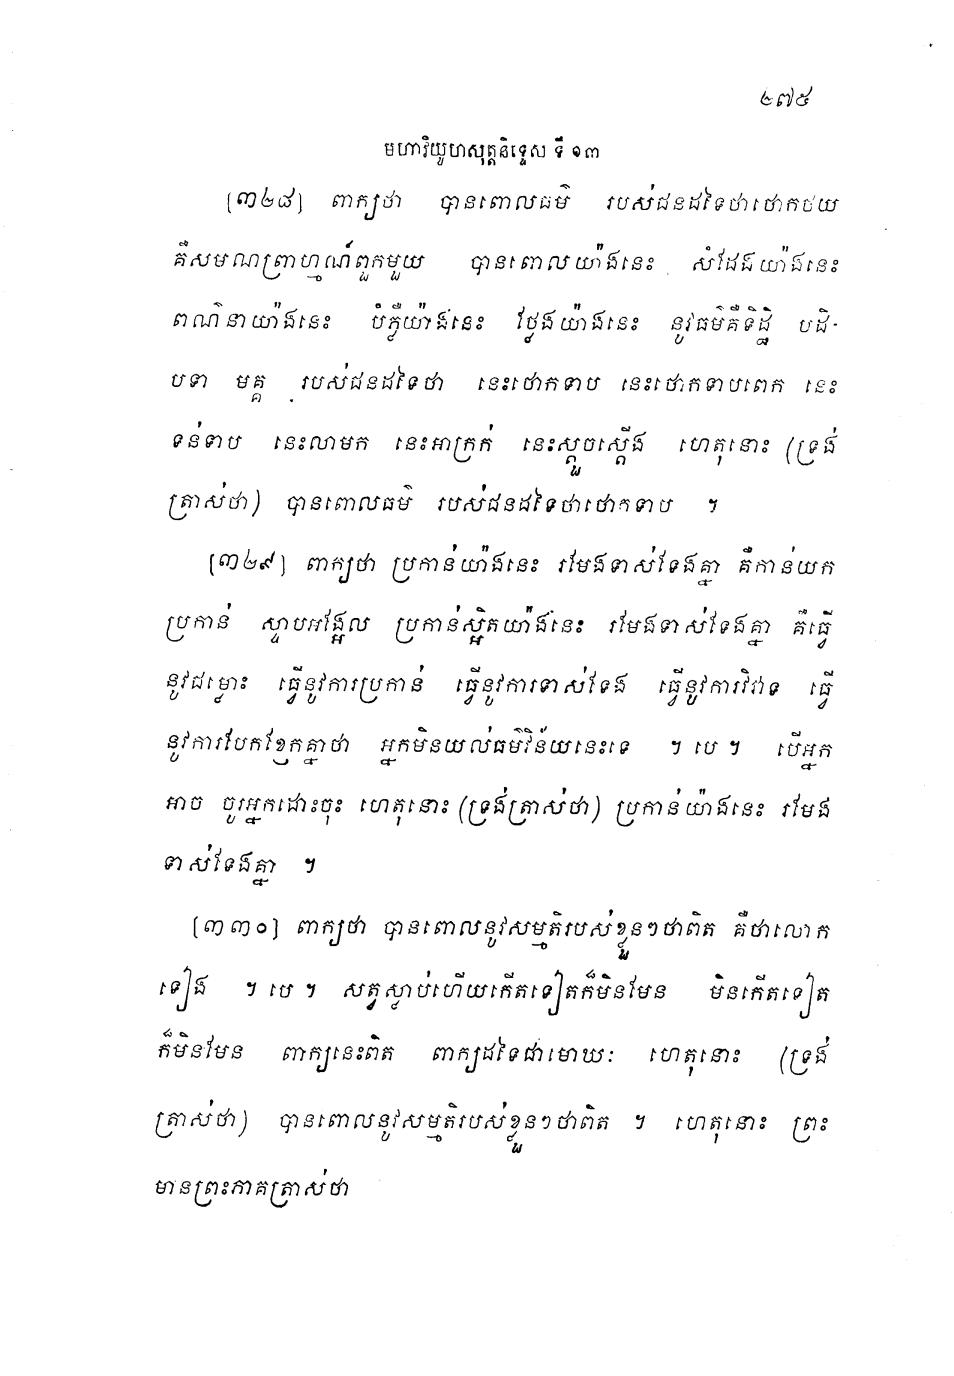 ២៧៥
មហាវិយូហសុត្តនិទ្ទេស ទី ១៣
[៣២៨] ពាក្យថា បានពោលធម៌ របស់ជនដទៃថាថោកថយ
គឺសមណព្រាហ្មណ៍ពួកមួយ បានពោលយ៉ាងនេះ សំដែងយ៉ាងនេះ
ពណ៌នាយ៉ាងនេះ បំភ្លឺយ៉ាងនេះ ថ្លែងយ៉ាងនេះ នូវធម៌គឺទិដ្ឋិ បដិ-
បទា មគ្គ របស់ជនដទៃថា នេះថោកទាប នេះថោកទាបពេក នេះ
ទន់ទាប នេះលាមក នេះអាក្រក់ នេះស្តួចស្តើង ហេតុនោះ (ទ្រង់
ត្រាស់ថា) បានពោលធម៌ របស់ជនដទៃថាថោកទាប ។
[៣២៩] ពាក្យថា ប្រកាន់យ៉ាងនេះ រមែងទាស់ទែងគ្នា គឺកាន់យក
ប្រកាន់ ស្ទាបអង្អែល ប្រកាន់ស្អិតយ៉ាងនេះ រមែងទាស់ទែងគ្នា គឺធ្វើ
នូវជម្លោះ ធ្វើនូវការប្រកាន់ ធ្វើនូវការទាស់ទែង ធ្វើនូវការវិវាទ ធ្វើ
នូវការបែកខ្ញែកគ្នាថា អ្នកមិនយល់ធម៌វិន័យនេះទេ ។ បេ ។ បើអ្នក
អាច ចូរអ្នកដោះចុះ ហេតុនោះ (ទ្រង់ត្រាស់ថា) ប្រកាន់យ៉ាងនេះ រមែង
ទាស់ទែងគ្នា ។
[៣៣០] ពាក្យថា បានពោលនូវសម្មតិរបស់ខ្លួនៗថាពិត គឺថាលោក
ទៀង ។ បេ ។ សត្វស្លាប់ហើយកើតទៀតក៏មិនមែន មិនកើតទៀត
ក៏មិនមែន ពាក្យនេះពិត ពាក្យដទៃជាមោឃៈ ហេតុនោះ (ទ្រង់
ត្រាស់ថា) បានពោលនូវសម្មតិរបស់ខ្លួនៗថាពិត ។ ហេតុនោះ ព្រះ
មានព្រះភាគត្រាស់ថា